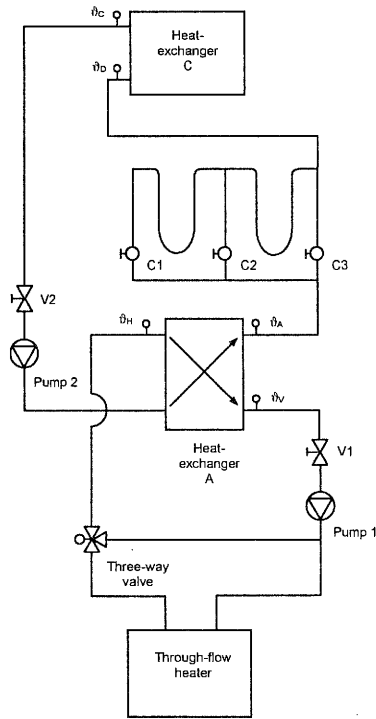 ϑC
Heat-
exchanger
C
ϑD
C1
C2
C3
V2
ϑH
ϑA
Pump 2
ϑV
Heat-
exchanger
A
V1
Pump 1
Three-way
valve
Through-flow
heater